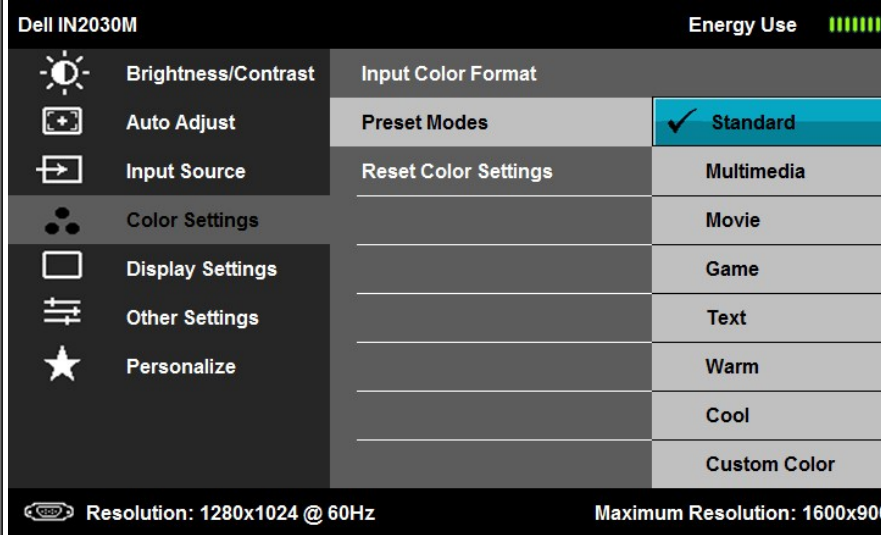 Dell IN2030M Energy Use
Brightness/Contrast Input Color Format
Auto Adjust Preset Modes Standard
Input Source Reset Color Settings Multimedia
Color Settings Movie
Display Settings Game
Other Settings Text
Personalize Warm
Cool
Custom Color
Resolution: 1280x1024 @ 60Hz Maximum Resolution: 1600x900